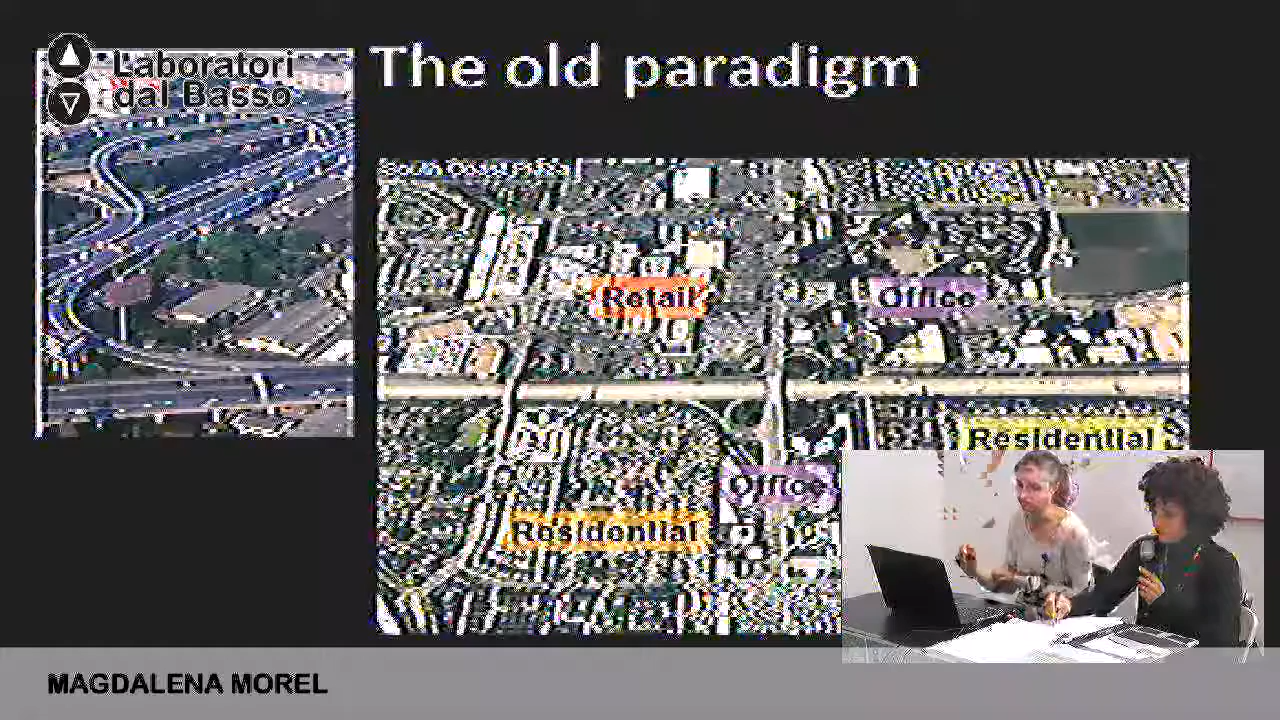 Laboratori
dal Basso
The old paradigm
Retail
Office
Residential
Office
Residential
MAGDALENA MOREL